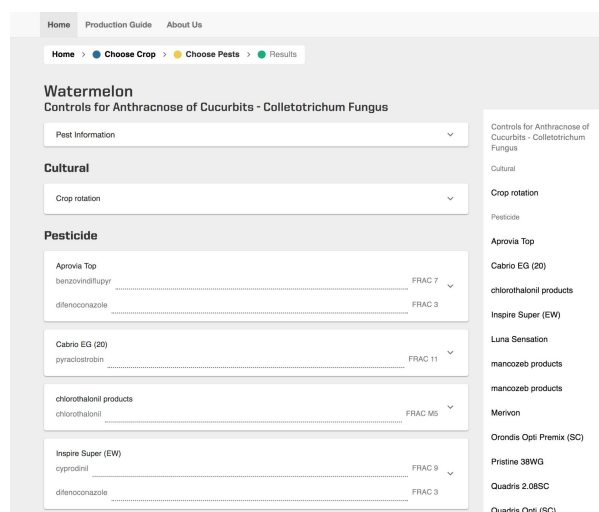 Home Production Guide About Us
Home > Choose Crop > Choose Pests > Results
Watermelon
Controls for Anthracnose of Cucurbits - Colletotrichum Fungus
Pest Information
Cultural
Crop rotation
Pesticide
Aprovia Top
benzovindiflupyr FRAC 7
difenoconazole FRAC 3
Cabrio EG (20)
pyraclostrobin FRAC 11
chlorothalonil products
chlorothalonil FRAC M5
Inspire Super (EW)
cyprodinil FRAC 9
difenoconazole FRAC 3
Controls for Anthracnose of
Cucurbits - Colletotrichum
Fungus
Cultural
Crop rotation
Pesticide
Aprovia Top
Cabrio EG (20)
chlorothalonil products
Inspire Super (EW)
Luna Sensation
mancozeb products
mancozeb products
Merivon
Orondis Opti Premix (SC)
Pristine 38WG
Quadris 2.08SC
Quadris Opti (SC)